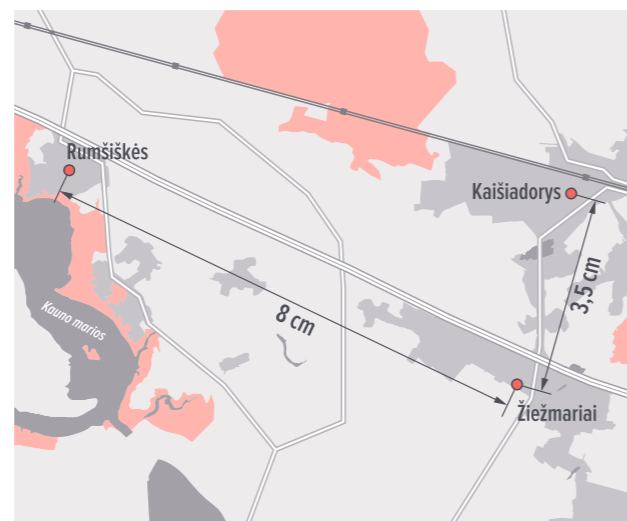 Rumšiškės
Kaišiadorys
3,5 cm
Kauno marios
8 cm
Žiežmariai